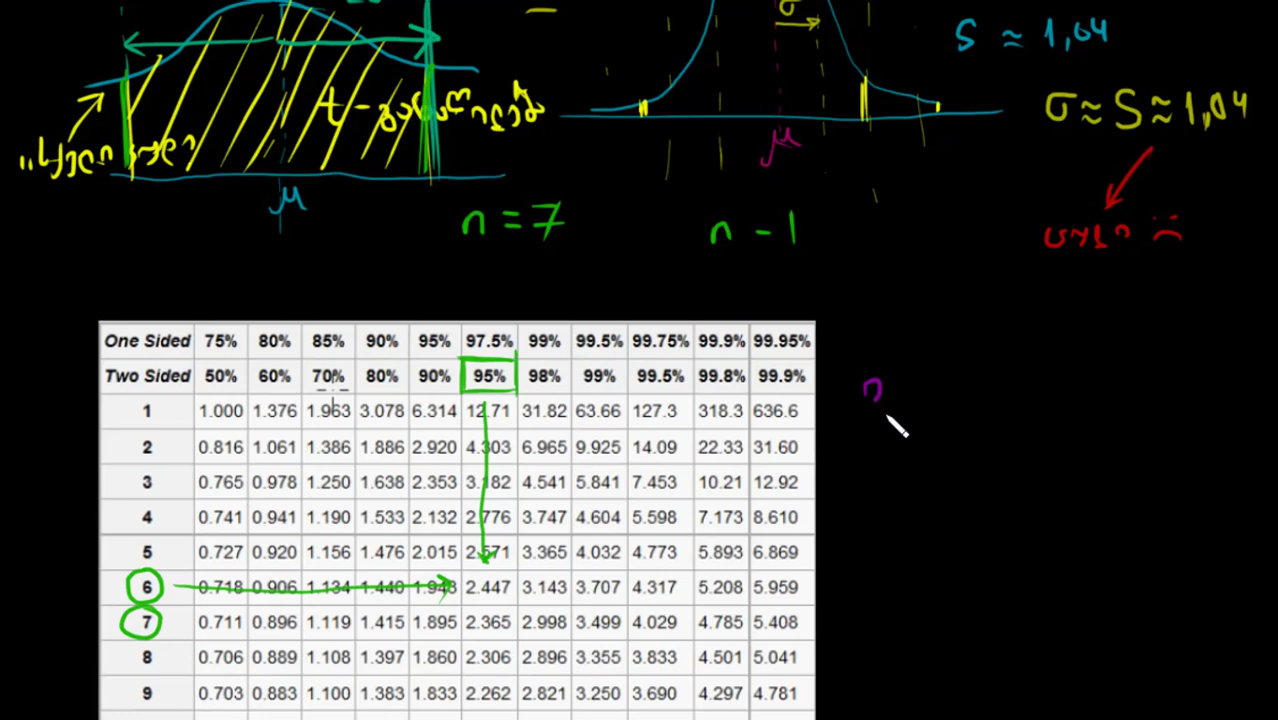 σ
S ≈ 1,04
t - განაწილება
σ ≈ S ≈ 1,04
μ
μ
n = 7
n - 1
ცუდი :(
One Sided 75% 80% 85% 90% 95% 97.5% 99% 99.5% 99.75% 99.9% 99.95%
Two Sided 50% 60% 70% 80% 90% 95% 98% 99% 99.5% 99.8% 99.9%
1 1.000 1.376 1.963 3.078 6.314 12.71 31.82 63.66 127.3 318.3 636.6
2 0.816 1.061 1.386 1.886 2.920 4.303 6.965 9.925 14.09 22.33 31.60
3 0.765 0.978 1.250 1.638 2.353 3.182 4.541 5.841 7.453 10.21 12.92
4 0.741 0.941 1.190 1.533 2.132 2.776 3.747 4.604 5.598 7.173 8.610
5 0.727 0.920 1.156 1.476 2.015 2.571 3.365 4.032 4.773 5.893 6.869
6 0.718 0.906 1.134 1.440 1.943 2.447 3.143 3.707 4.317 5.208 5.959
7 0.711 0.896 1.119 1.415 1.895 2.365 2.998 3.499 4.029 4.785 5.408
8 0.706 0.889 1.108 1.397 1.860 2.306 2.896 3.355 3.833 4.501 5.041
9 0.703 0.883 1.100 1.383 1.833 2.262 2.821 3.250 3.690 4.297 4.781